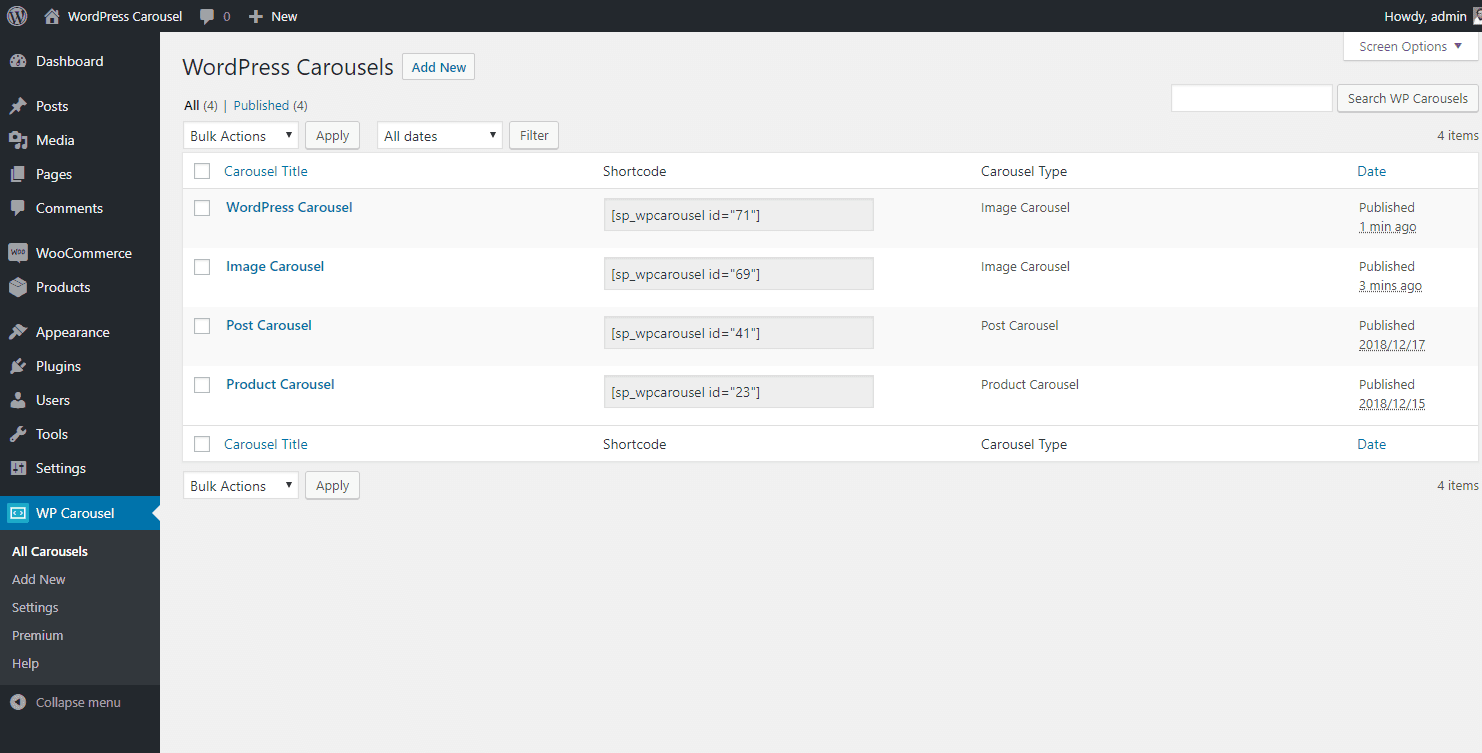 WordPress Carousel 0 New Howdy, admin
Screen Options ▼
Dashboard
Posts
Media
Pages
Comments
WOO WooCommerce
Products
Appearance
Plugins
Users
Tools
Settings
WP Carousel
All Carousels
Add New
Settings
Premium
Help
Collapse menu
WordPress Carousels Add New
All (4) | Published (4)
Search WP Carousels
Bulk Actions ▼ Apply All dates ▼ Filter
4 items
Carousel Title Shortcode Carousel Type Date
WordPress Carousel [sp_wpcarousel id="71"] Image Carousel Published
1 min ago
Image Carousel [sp_wpcarousel id="69"] Image Carousel Published
3 mins ago
Post Carousel [sp_wpcarousel id="41"] Post Carousel Published
2018/12/17
Product Carousel [sp_wpcarousel id="23"] Product Carousel Published
2018/12/15
Carousel Title Shortcode Carousel Type Date
Bulk Actions ▼ Apply 4 items